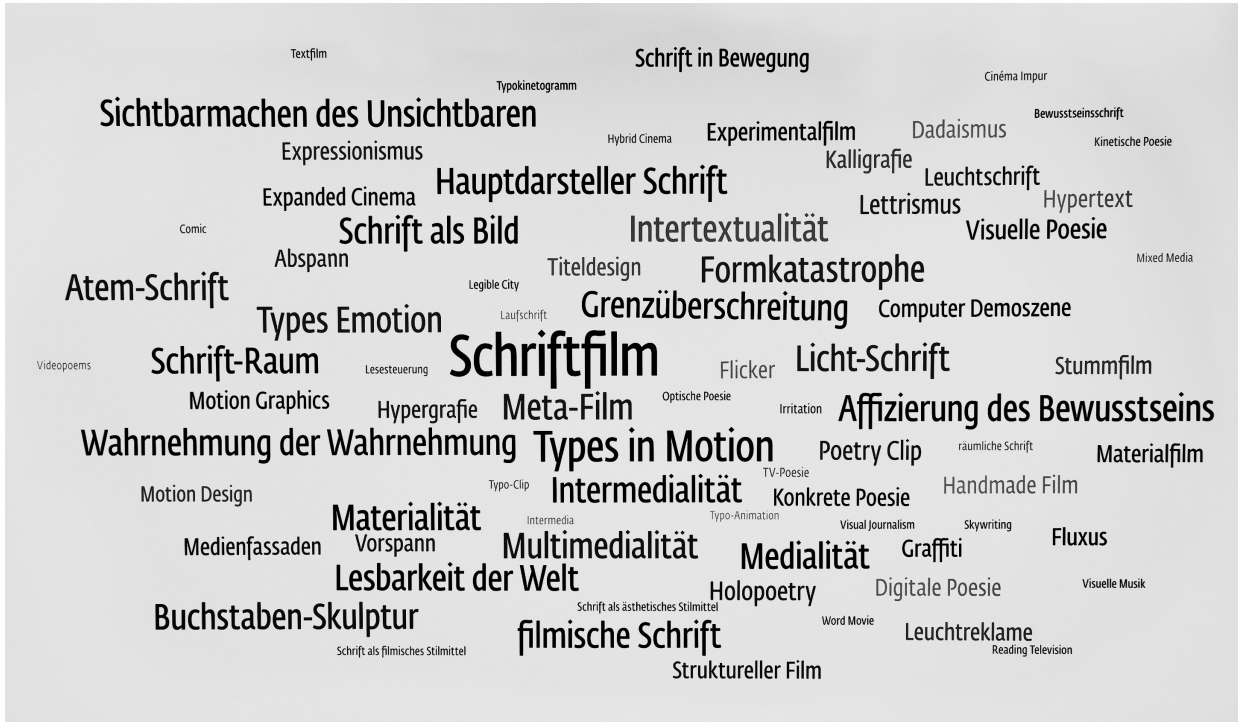 Textfilm
Schrift in Bewegung
Cinéma Impur
Typokinetogramm
Sichtbarmachen des Unsichtbaren
Bewusstseinsschrift
Hybrid Cinema
Experimentalfilm
Dadaismus
Kinetische Poesie
Expressionismus
Kalligrafie
Hauptdarsteller Schrift
Leuchtschrift
Expanded Cinema
Lettrismus
Hypertext
Comic
Schrift als Bild
Intertextualität
Visuelle Poesie
Abspann
Titeldesign
Formkatastrophe
Mixed Media
Atem-Schrift
Legible City
Grenzüberschreitung
Computer Demoszene
Types Emotion
Laufschrift
Schriftfilm
Videopoems
Schrift-Raum
Lesesteuerung
Flicker
Licht-Schrift
Stummfilm
Motion Graphics
Hypergrafie
Meta-Film
Optische Poesie
Irritation
Affizierung des Bewusstseins
Wahrnehmung der Wahrnehmung
Types in Motion
Poetry Clip
räumliche Schrift
Materialfilm
TV-Poesie
Motion Design
Typo-Clip
Intermedialität
Konkrete Poesie
Handmade Film
Materialität
Intermedia
Typo-Animation
Visual Journalism
Skywriting
Medienfassaden
Vorspann
Multimedialität
Medialität
Graffiti
Fluxus
Lesbarkeit der Welt
Holopoetry
Digitale Poesie
Visuelle Musik
Buchstaben-Skulptur
Schrift als ästhetisches Stilmittel
filmische Schrift
Word Movie
Leuchtreklame
Schrift als filmisches Stilmittel
Reading Television
Struktureller Film